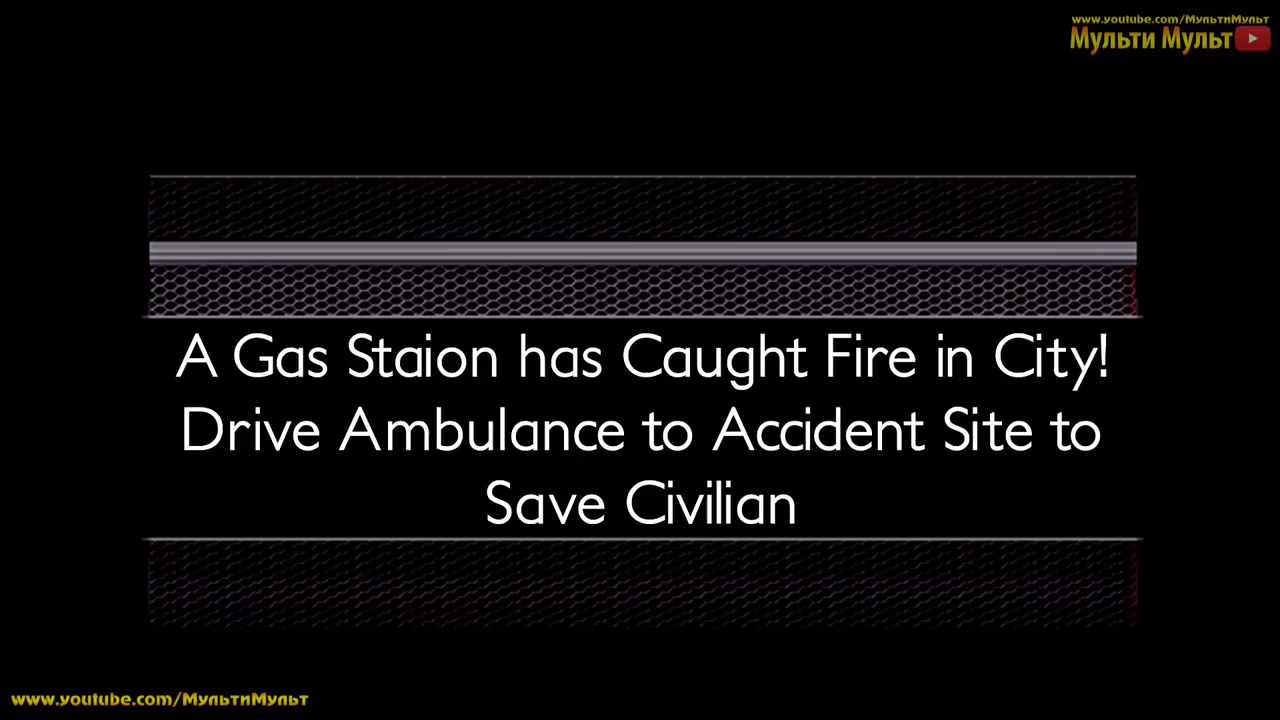 www.youtube.com/МультиМульт
Мульти Мульт
A Gas Staion has Caught Fire in City!
Drive Ambulance to Accident Site to
Save Civilian
www.youtube.com/МультиМульт